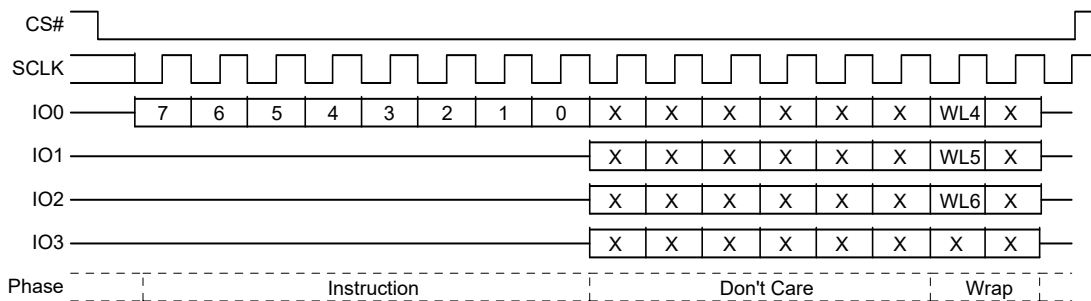 CS#
SCLK
IO0 7 6 5 4 3 2 1 0 X X X X X X WL4 X
IO1 X X X X X X WL5 X
IO2 X X X X X X WL6 X
IO3 X X X X X X X X
Phase Instruction Don't Care Wrap